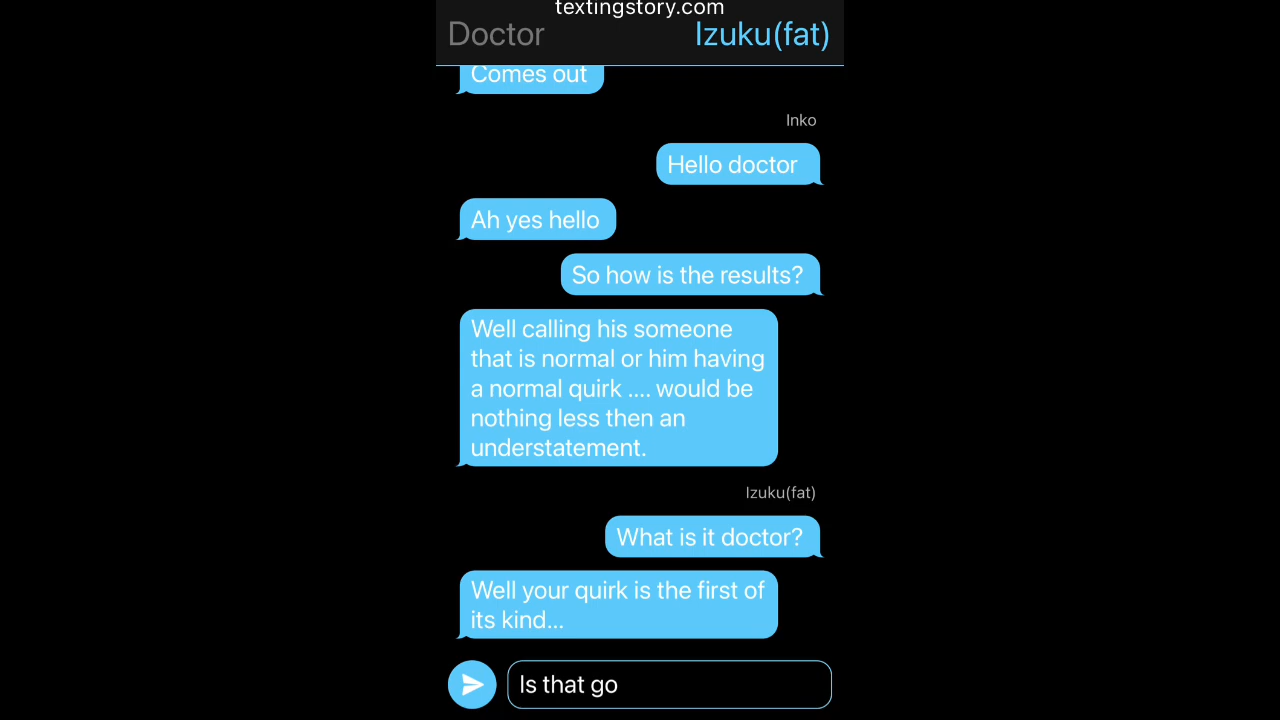 textingstory.com
Doctor
Izuku(fat)
Comes out
Inko
Hello doctor
Ah yes hello
So how is the results?
Well calling his someone
that is normal or him having
a normal quirk .... would be
nothing less then an
understatement.
Izuku(fat)
What is it doctor?
Well your quirk is the first of
its kind...
Is that go